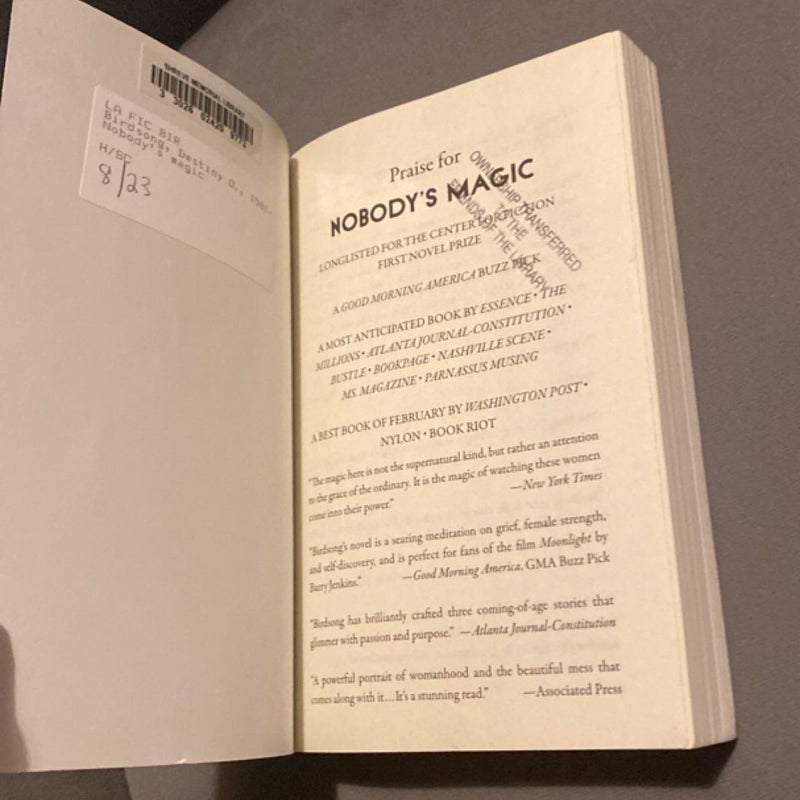 SHREVE MEMORIAL LIBRARY
3 3026 02420 9775
LA FIC BIR
Birdsong, Destiny O., 1981-
Nobody's magic
H/SC
8/23
Praise for
NOBODY'S MAGIC
LONGLISTED FOR THE CENTER FOR FICTION
FIRST NOVEL PRIZE
A GOOD MORNING AMERICA BUZZ PICK
A MOST ANTICIPATED BOOK BY ESSENCE • THE
MILLIONS • ATLANTA JOURNAL-CONSTITUTION •
BUSTLE • BOOKPAGE • NASHVILLE SCENE •
MS. MAGAZINE • PARNASSUS MUSING
A BEST BOOK OF FEBRUARY BY WASHINGTON POST •
NYLON • BOOK RIOT
"The magic here is not the supernatural kind, but rather an attention
to the grace of the ordinary. It is the magic of watching these women
come into their power." —New York Times
"Birdsong's novel is a searing meditation on grief, female strength,
and self-discovery, and is perfect for fans of the film Moonlight by
Barry Jenkins." —Good Morning America, GMA Buzz Pick
"Birdsong has brilliantly crafted three coming-of-age stories that
glimmer with passion and purpose." —Atlanta Journal-Constitution
"A powerful portrait of womanhood and the beautiful mess that
comes along with it....It's a stunning read." —Associated Press
OWNERSHIP TRANSFERRED
TO THE
FRIENDS OF THE LIBRARY